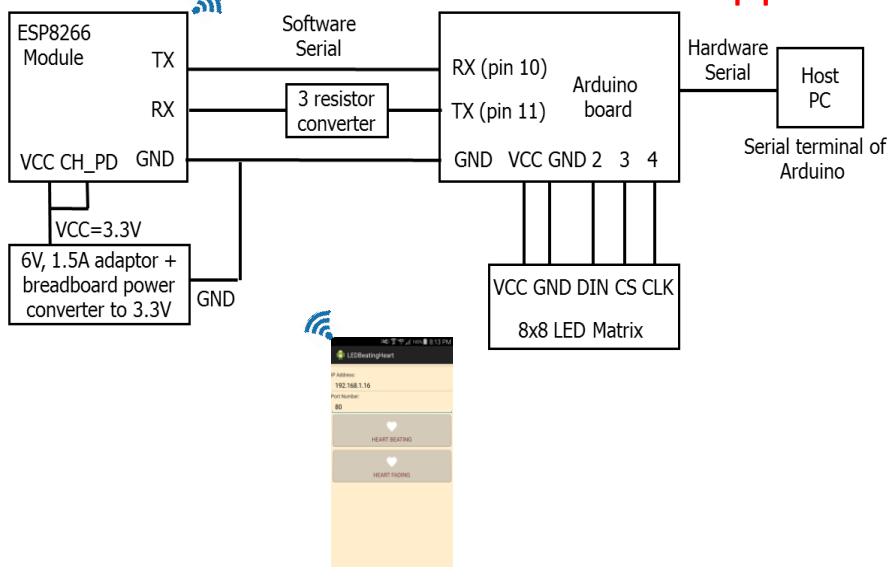 ESP8266
Module
TX
RX
VCC CH_PD GND
VCC=3.3V
6V, 1.5A adaptor +
breadboard power
converter to 3.3V
GND
Software
Serial
3 resistor
converter
RX (pin 10)
TX (pin 11)
Arduino
board
GND VCC GND 2 3 4
Hardware
Serial
Host
PC
Serial terminal of
Arduino
VCC GND DIN CS CLK
8x8 LED Matrix
8:13 PM
LEDBeatingHeart
IP Address:
192.168.1.16
Port Number:
80
HEART BEATING
HEART FADING